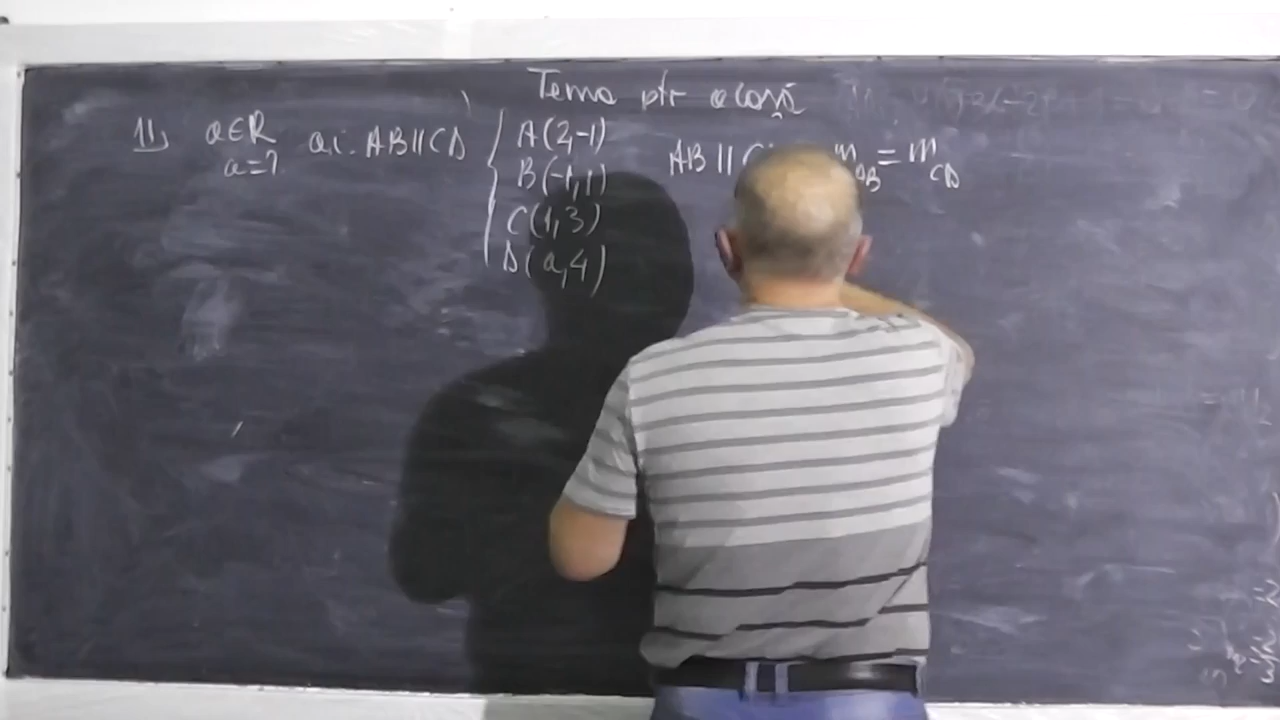 Tema ptr acasă
11) a∈R a.i. AB||CD A(2,-1) AB || m_AB = m_CD
a=? B(-1,1)
C(1,3)
D(a,4)